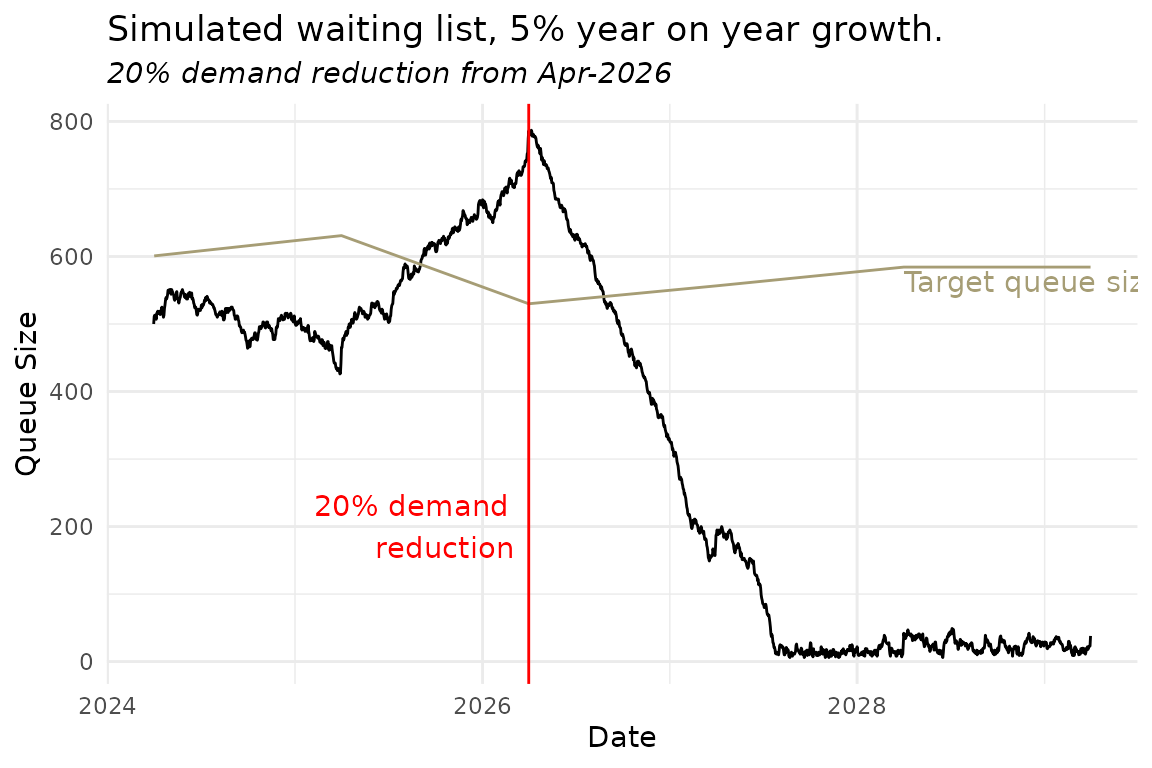 Simulated waiting list, 5% year on year growth.
20% demand reduction from Apr-2026
800
600
400
200
0
Queue Size
Target queue siz
20% demand
reduction
2024
2026
2028
Date